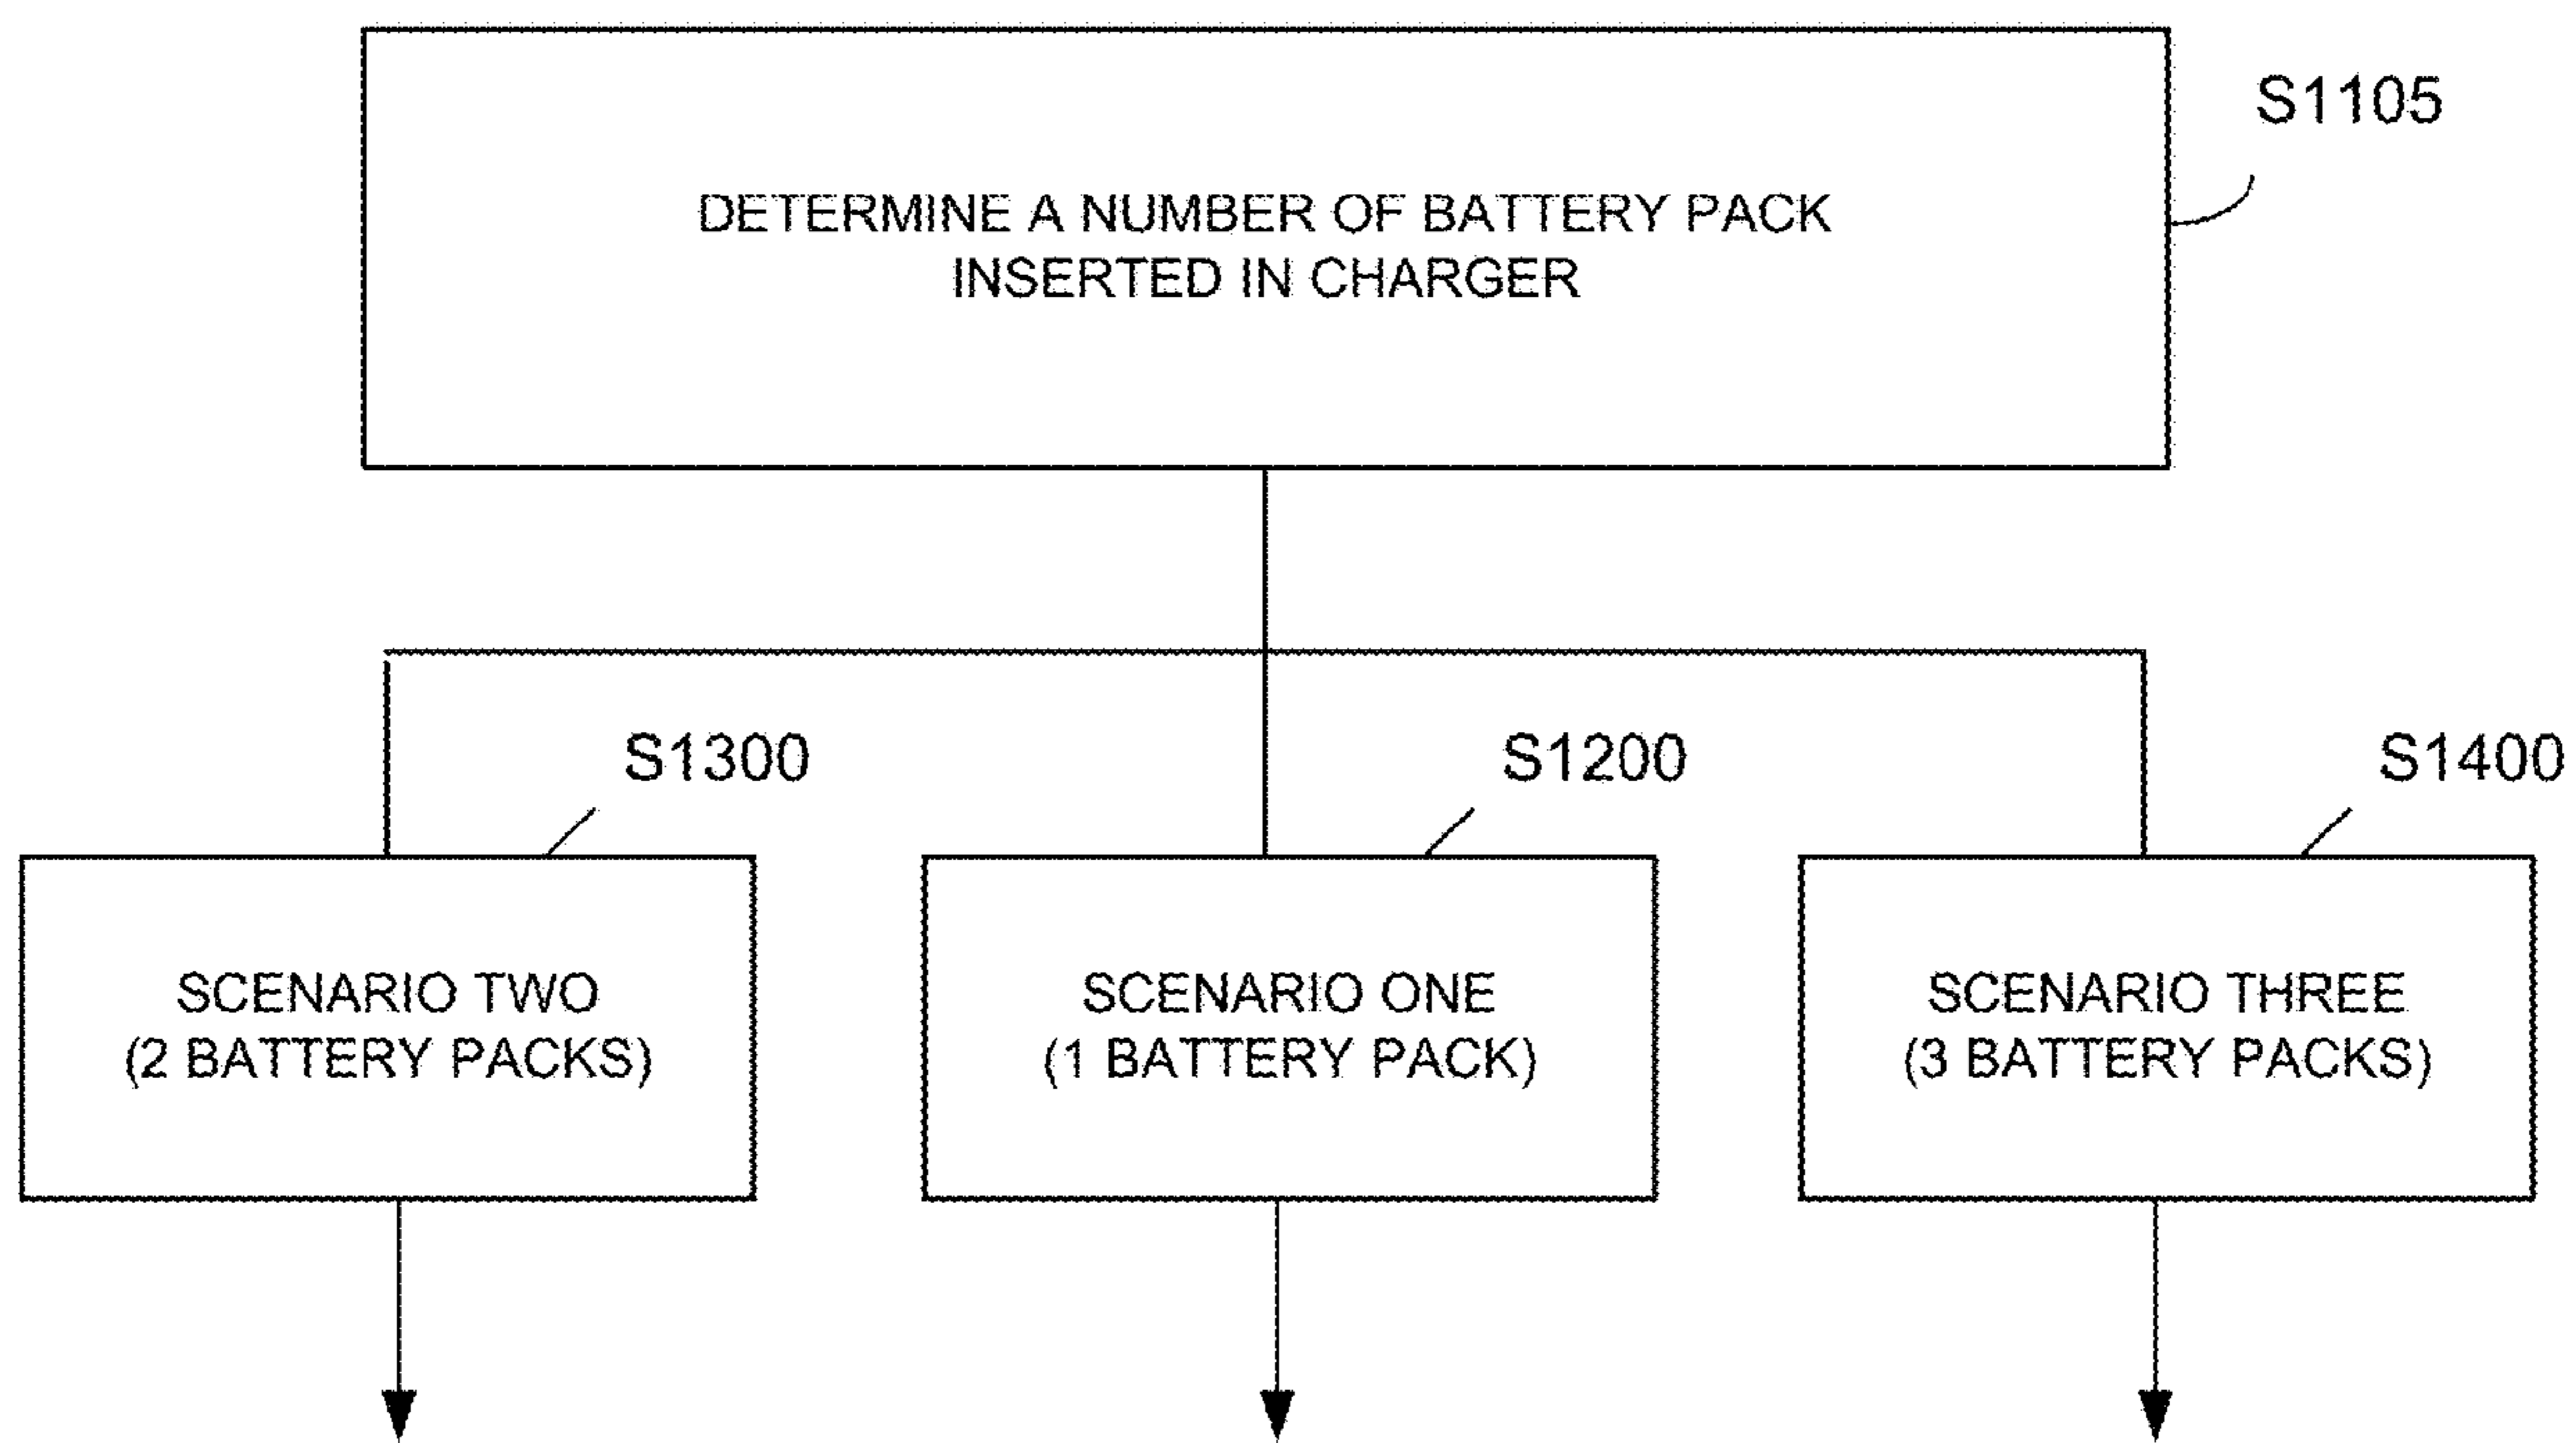 S1105
DETERMINE A NUMBER OF BATTERY PACK
INSERTED IN CHARGER
S1300
S1200
S1400
SCENARIO TWO
(2 BATTERY PACKS)
SCENARIO ONE
(1 BATTERY PACK)
SCENARIO THREE
(3 BATTERY PACKS)